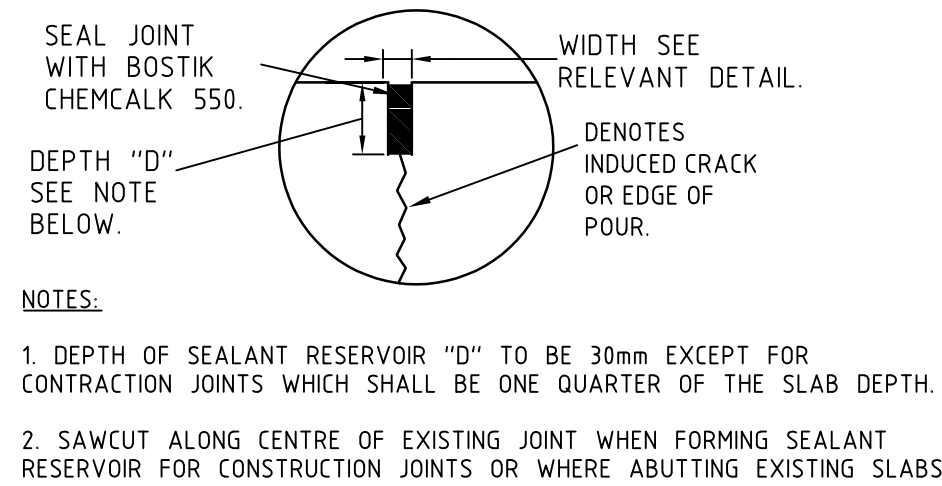 SEAL JOINT
WITH BOSTIK
CHEMCALK 550.
WIDTH SEE
RELEVANT DETAIL.
DEPTH "D"
SEE NOTE
BELOW.
DENOTES
INDUCED CRACK
OR EDGE OF
POUR.
NOTES:
1. DEPTH OF SEALANT RESERVOIR "D" TO BE 30mm EXCEPT FOR
CONTRACTION JOINTS WHICH SHALL BE ONE QUARTER OF THE SLAB DEPTH.
2. SAWCUT ALONG CENTRE OF EXISTING JOINT WHEN FORMING SEALANT
RESERVOIR FOR CONSTRUCTION JOINTS OR WHERE ABUTTING EXISTING SLABS